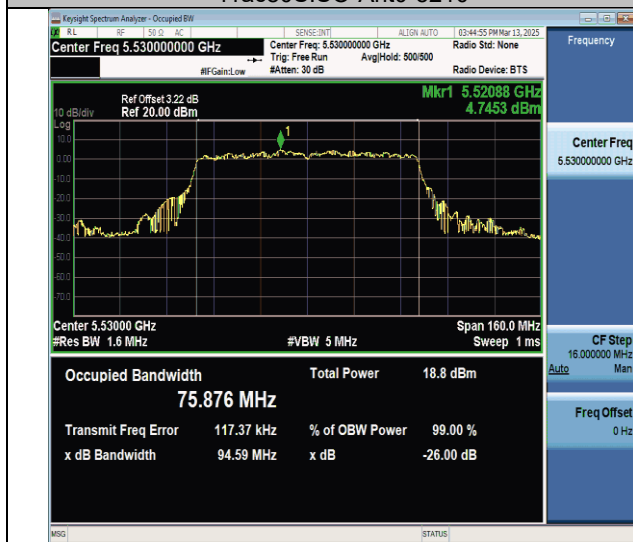 Keysight Spectrum Analyzer - Occupied BW
RL RF 50 Ω AC SENSE:INT ALIGN AUTO 03:44:55 PM Mar 13, 2025
Center Freq 5.530000000 GHz
Center Freq: 5.530000000 GHz
Radio Std: None
Trig: Free Run Avg|Hold: 500/500
#IFGain:Low #Atten: 30 dB
Radio Device: BTS
Frequency
Ref Offset 3.22 dB
Mkr1 5.52088 GHz
10 dB/div Ref 20.00 dBm
4.7453 dBm
Log
10.0
0.00
-10.0
-20.0
-30.0
-40.0
-50.0
-60.0
-70.0
1
Center 5.53000 GHz
Span 160.0 MHz
#Res BW 1.6 MHz
#VBW 5 MHz
Sweep 1 ms
Occupied Bandwidth
75.876 MHz
Total Power 18.8 dBm
Transmit Freq Error 117.37 kHz
% of OBW Power 99.00 %
x dB Bandwidth 94.59 MHz
x dB -26.00 dB
Center Freq
5.530000000 GHz
CF Step
16.000000 MHz
Auto Man
Freq Offset
0 Hz
MSG STATUS